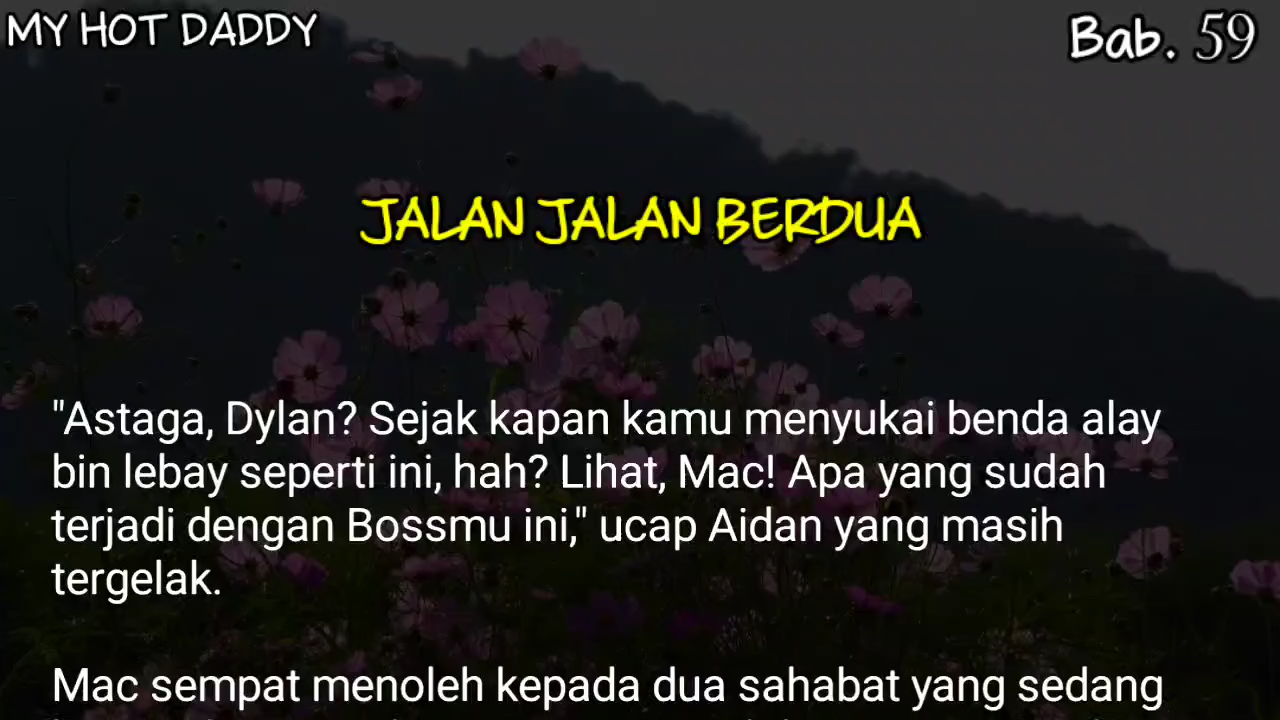 MY HOT DADDY
Bab. 59
JALAN JALAN BERDUA
"Astaga, Dylan? Sejak kapan kamu menyukai benda alay
bin lebay seperti ini, hah? Lihat, Mac! Apa yang sudah
terjadi dengan Bossmu ini," ucap Aidan yang masih
tergelak.
Mac sempat menoleh kepada dua sahabat yang sedang